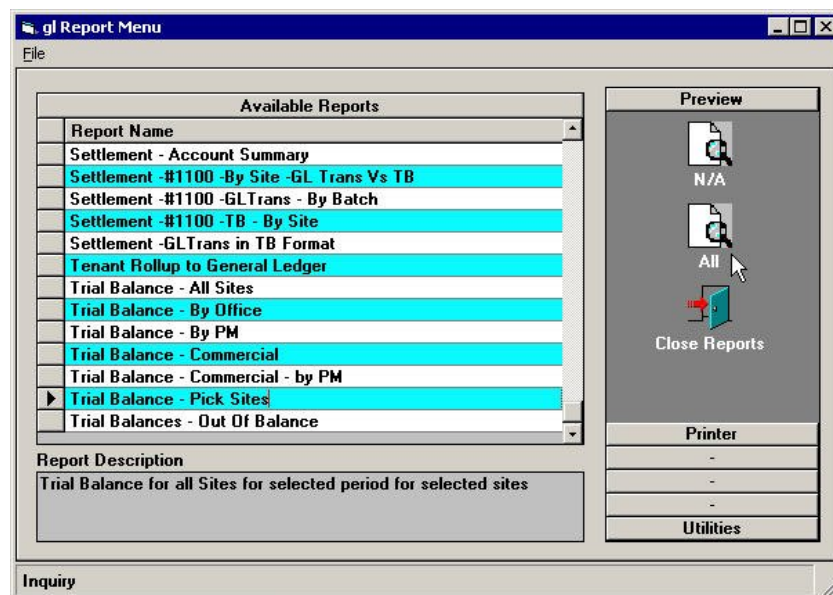 gl Report Menu
File
Available Reports
Report Name
Settlement - Account Summary
Settlement -#1100 -By Site -GL Trans Vs TB
Settlement -#1100 -GLTrans - By Batch
Settlement -#1100 -TB - By Site
Settlement -GLTrans in TB Format
Tenant Rollup to General Ledger
Trial Balance - All Sites
Trial Balance - By Office
Trial Balance - By PM
Trial Balance - Commercial
Trial Balance - Commercial - by PM
Trial Balance - Pick Sites
Trial Balances - Out Of Balance
Report Description
Trial Balance for all Sites for selected period for selected sites
Preview
N/A
All
Close Reports
Printer
-
-
-
Utilities
Inquiry